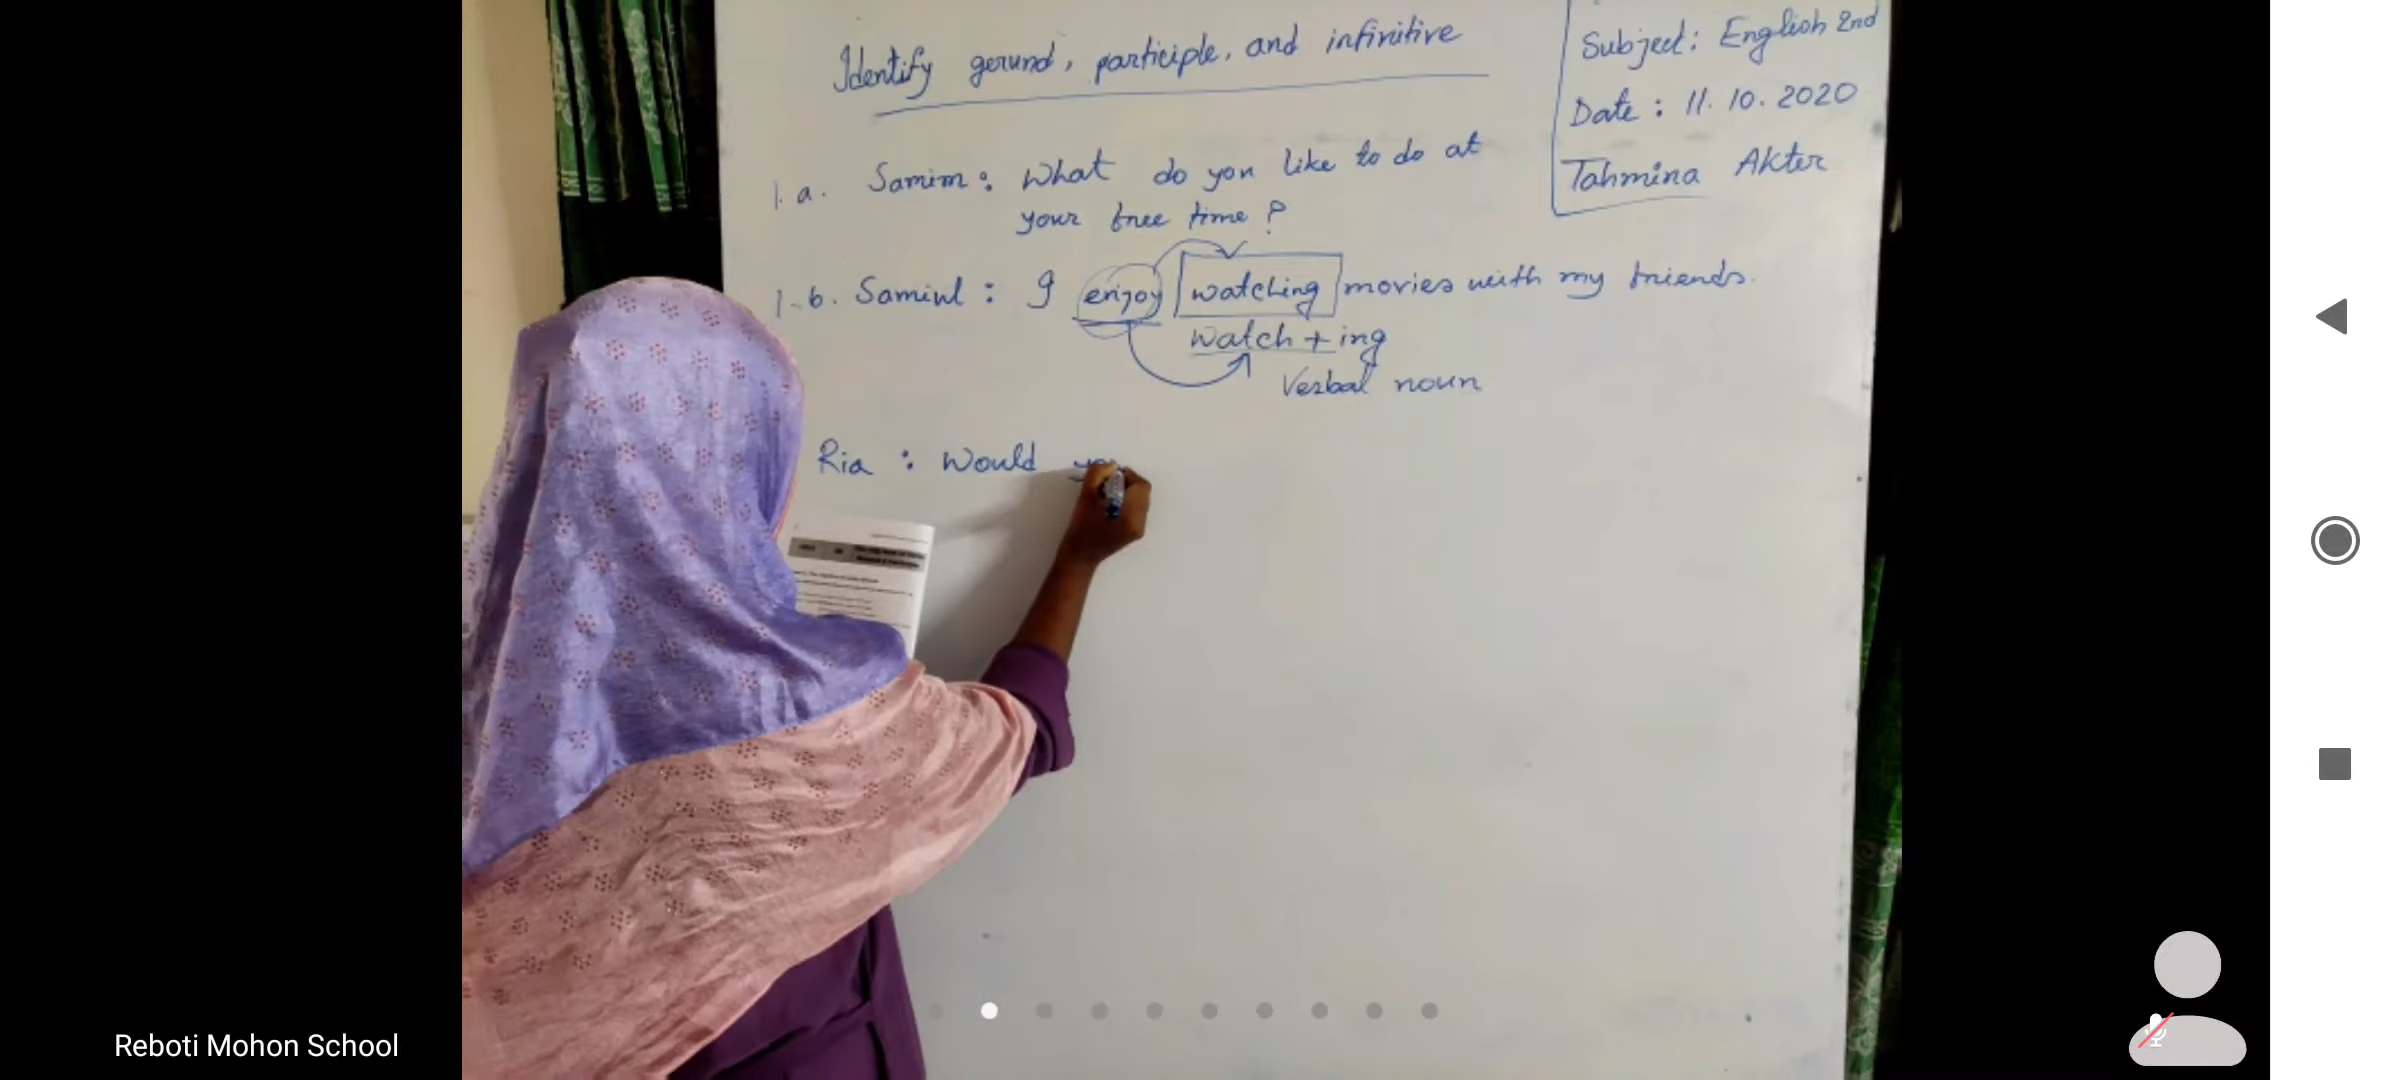 Identify gerund, participle, and infinitive
Subject: English 2nd
Date: 11.10.2020
Tahmina Akter
1. a. Samim: What do you like to do at
your free time?
1. b. Samiul: I enjoy watching movies with my friends.
watch + ing
Verbal noun
Ria: Would
Reboti Mohon School